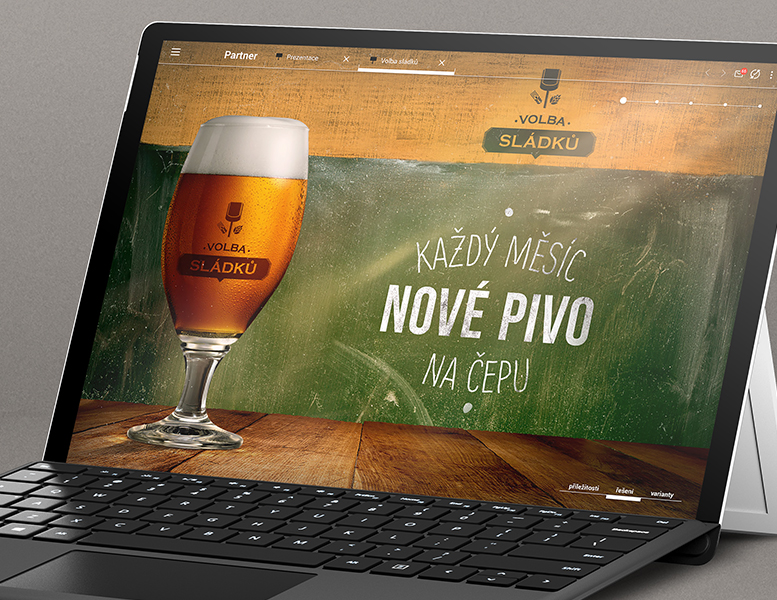 Partner
Prezentace
Volba sládků
VOLBA
SLÁDKŮ
VOLBA
SLÁDKŮ
KAŽDÝ MĚSÍC
NOVÉ PIVO
NA ČEPU
příležitosti
řešení
varianty